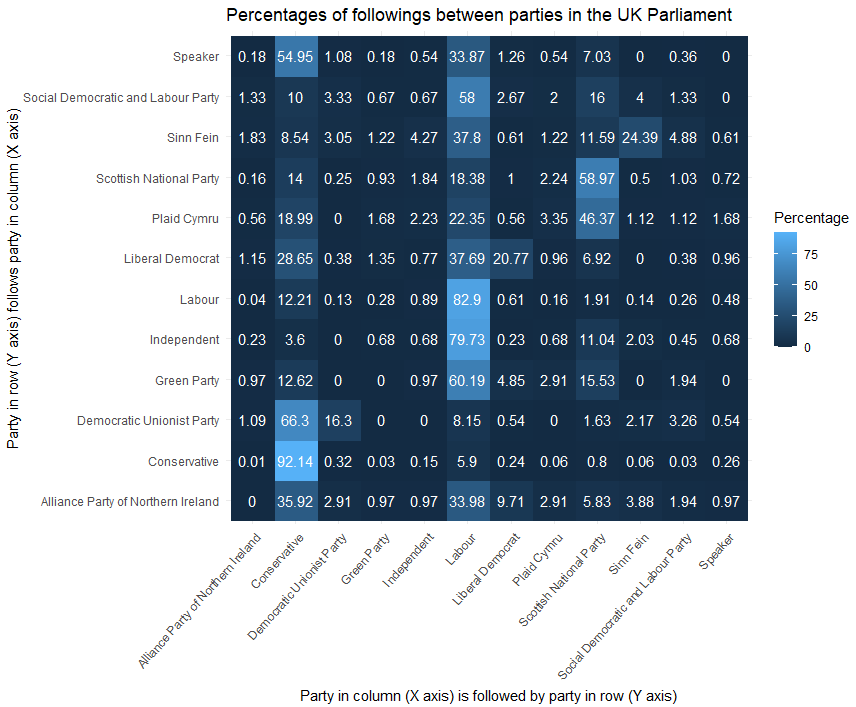 Percentages of followings between parties in the UK Parliament
Party in row (Y axis) follows party in column (X axis)
Speaker 0.18 54.95 1.08 0.18 0.54 33.87 1.26 0.54 7.03 0 0.36 0
Social Democratic and Labour Party 1.33 10 3.33 0.67 0.67 58 2.67 2 16 4 1.33 0
Sinn Fein 1.83 8.54 3.05 1.22 4.27 37.8 0.61 1.22 11.59 24.39 4.88 0.61
Scottish National Party 0.16 14 0.25 0.93 1.84 18.38 1 2.24 58.97 0.5 1.03 0.72
Plaid Cymru 0.56 18.99 0 1.68 2.23 22.35 0.56 3.35 46.37 1.12 1.12 1.68
Liberal Democrat 1.15 28.65 0.38 1.35 0.77 37.69 20.77 0.96 6.92 0 0.38 0.96
Labour 0.04 12.21 0.13 0.28 0.89 82.9 0.61 0.16 1.91 0.14 0.26 0.48
Independent 0.23 3.6 0 0.68 0.68 79.73 0.23 0.68 11.04 2.03 0.45 0.68
Green Party 0.97 12.62 0 0 0.97 60.19 4.85 2.91 15.53 0 1.94 0
Democratic Unionist Party 1.09 66.3 16.3 0 0 8.15 0.54 0 1.63 2.17 3.26 0.54
Conservative 0.01 92.14 0.32 0.03 0.15 5.9 0.24 0.06 0.8 0.06 0.03 0.26
Alliance Party of Northern Ireland 0 35.92 2.91 0.97 0.97 33.98 9.71 2.91 5.83 3.88 1.94 0.97
Alliance Party of Northern Ireland
Conservative
Democratic Unionist Party
Green Party
Independent
Labour
Liberal Democrat
Plaid Cymru
Scottish National Party
Sinn Fein
Social Democratic and Labour Party
Speaker
Party in column (X axis) is followed by party in row (Y axis)
Percentage
75
50
25
0